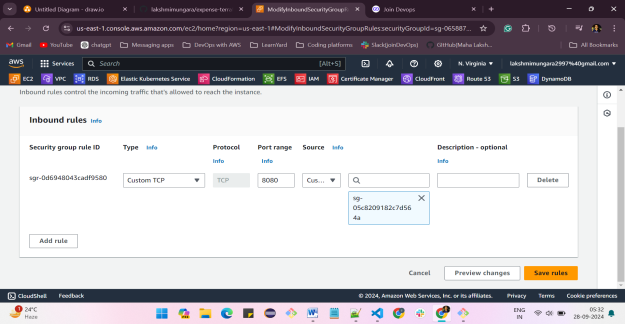 Untitled Diagram - draw.io
lakshmimungara/expense-terra
ModifyInboundSecurityGroupRule
Join Devops
us-east-1.console.aws.amazon.com/ec2/home?region=us-east-1#ModifyInboundSecurityGroupRules:securityGroupId=sg-065887...
Gmail
YouTube
chatgpt
Messaging apps
DevOps with AWS
LearnYard
Coding platforms
Slack(joinDevOps)
GitHub(Maha Laksh...
All Bookmarks
aws
Services
Search
[Alt+S]
N. Virginia
lakshmimungara2997%40gmail.com
EC2
VPC
RDS
Elastic Kubernetes Service
CloudFormation
EFS
IAM
Certificate Manager
CloudFront
Route 53
S3
DynamoDB
Inbound rules control the incoming traffic that's allowed to reach the instance.
Inbound rules Info
Security group rule ID
Type Info
Protocol Info
Port range Info
Source Info
Description - optional Info
sgr-0d6948043cadf9580
Custom TCP
TCP
8080
Cus...
sg-
05c8209182c7d56
4a
Delete
Add rule
Cancel
Preview changes
Save rules
CloudShell
Feedback
© 2024, Amazon Web Services, Inc. or its affiliates.
Privacy
Terms
Cookie preferences
24°C
Haze
ENG
IN
05:32
28-09-2024